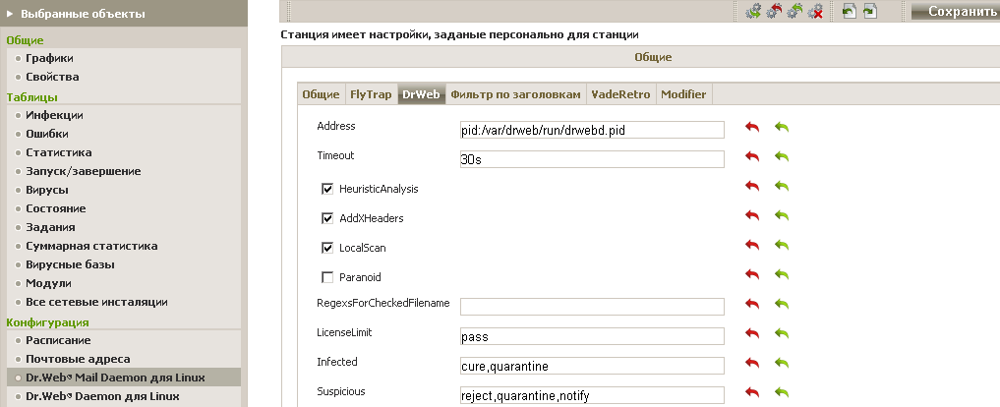 Выбранные объекты
Сохранить
Общие
Графики
Свойства
Таблицы
Инфекции
Ошибки
Статистика
Запуск/завершение
Вирусы
Состояние
Задания
Суммарная статистика
Вирусные базы
Модули
Все сетевые инсталяции
Конфигурация
Расписание
Почтовые адреса
Dr.Web® Mail Daemon для Linux
Dr.Web® Daemon для Linux
Станция имеет настройки, заданые персонально для станции
Общие
Общие FlyTrap DrWeb Фильтр по заголовкам VadeRetro Modifier
Address pid:/var/drweb/run/drwebd.pid
Timeout 30s
HeuristicAnalysis
AddXHeaders
LocalScan
Paranoid
RegexsForCheckedFilename
LicenseLimit pass
Infected cure,quarantine
Suspicious reject,quarantine,notify